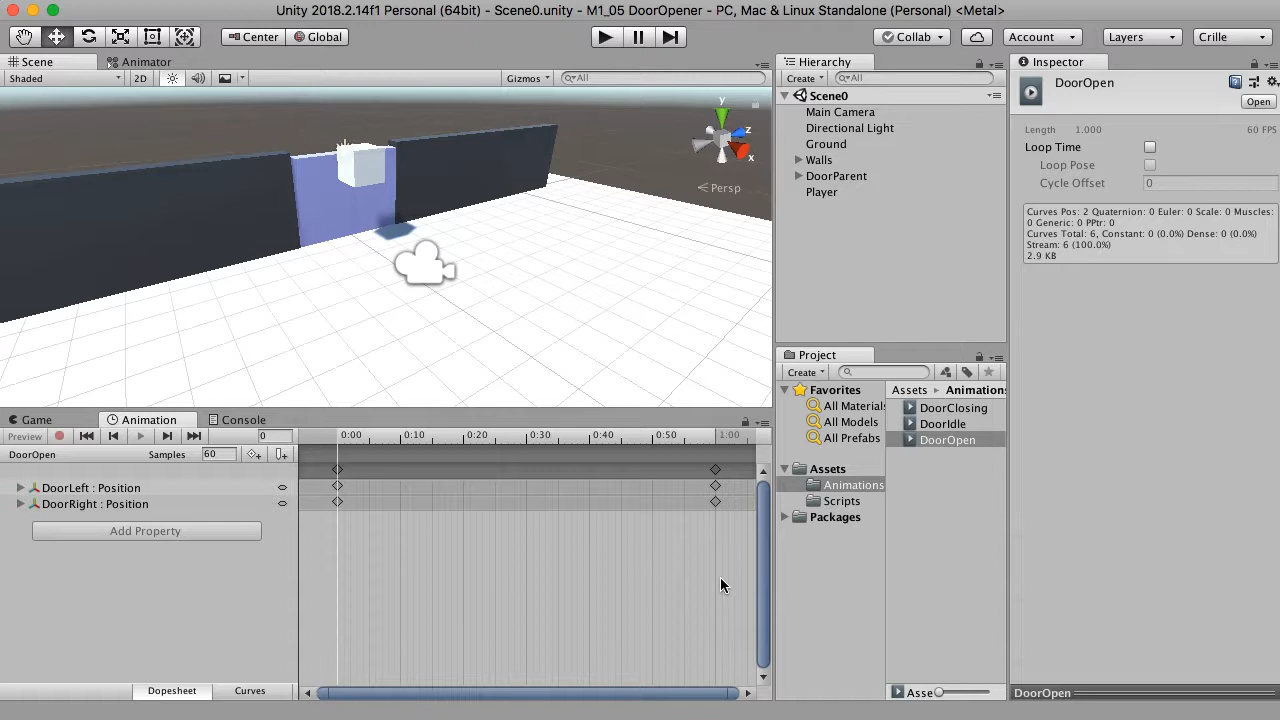 Unity 2018.2.14f1 Personal (64bit) - Scene0.unity - M1_05 DoorOpener - PC, Mac & Linux Standalone (Personal) <Metal>
Center Global Collab Account Layers Crille
Scene Animator
Shaded 2D Gizmos All
y
z
x
Persp
Hierarchy
Create All
Scene0
Main Camera
Directional Light
Ground
Walls
DoorParent
Player
Inspector
DoorOpen
Open
Length 1.000 60 FPS
Loop Time
Loop Pose
Cycle Offset 0
Curves Pos: 2 Quaternion: 0 Euler: 0 Scale: 0 Muscles:
0 Generic: 0 PPtr: 0
Curves Total: 6, Constant: 0 (0.0%) Dense: 0 (0.0%)
Stream: 6 (100.0%)
2.9 KB
Project
Create
Favorites
All Materials
All Models
All Prefabs
Assets
Animations
Scripts
Packages
Assets Animations
DoorClosing
DoorIdle
DoorOpen
Asse
DoorOpen
Game Animation Console
Preview 0 0:00 0:10 0:20 0:30 0:40 0:50 1:00
DoorOpen Samples 60
DoorLeft : Position
DoorRight : Position
Add Property
Dopesheet Curves